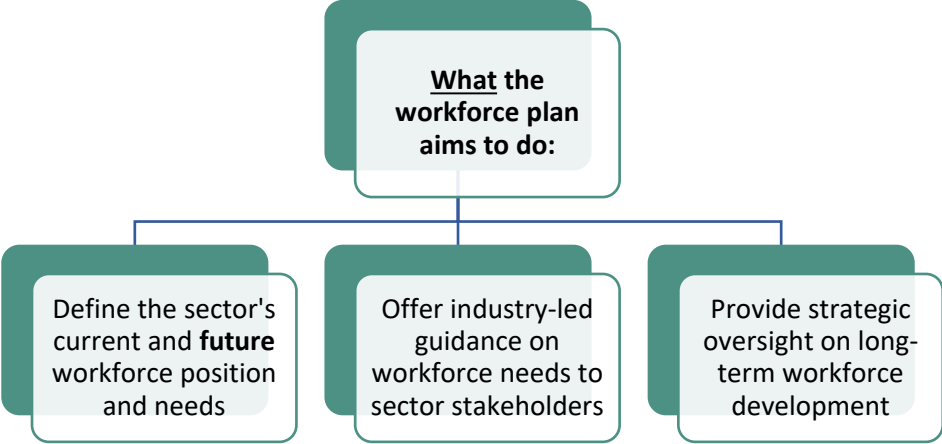 What the
workforce plan
aims to do:
Define the sector's
current and future
workforce position
and needs
Offer industry-led
guidance on
workforce needs to
sector stakeholders
Provide strategic
oversight on long-
term workforce
development